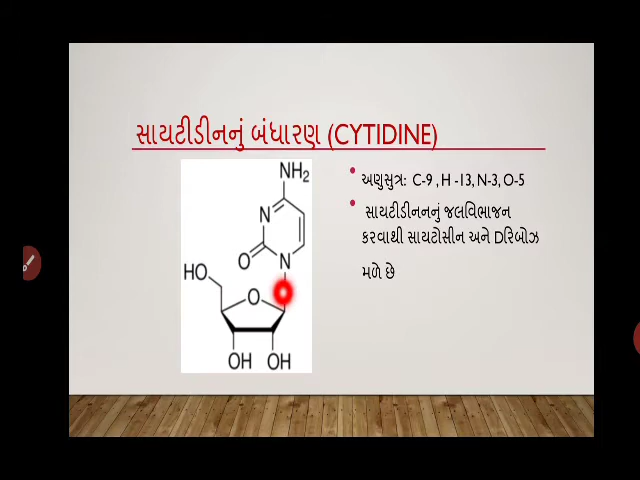 સાયટીડીનનું બંધારણ (CYTIDINE)
NH₂
N
O
N
HO
O
OH OH
અણુસુત્ર: C-9 , H -13, N-3, O-5
સાયટીડીનનનું જલવિભાજન
કરવાથી સાયટોસીન અને Dરિબોઝ
મળે છે